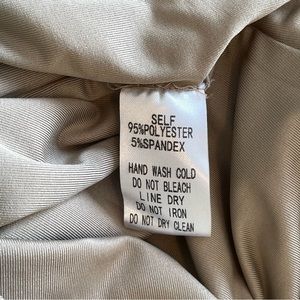 SELF
95%POLYESTER
5%SPANDEX
HAND WASH COLD
DO NOT BLEACH
LINE DRY
DO NOT IRON
DO NOT DRY CLEAN